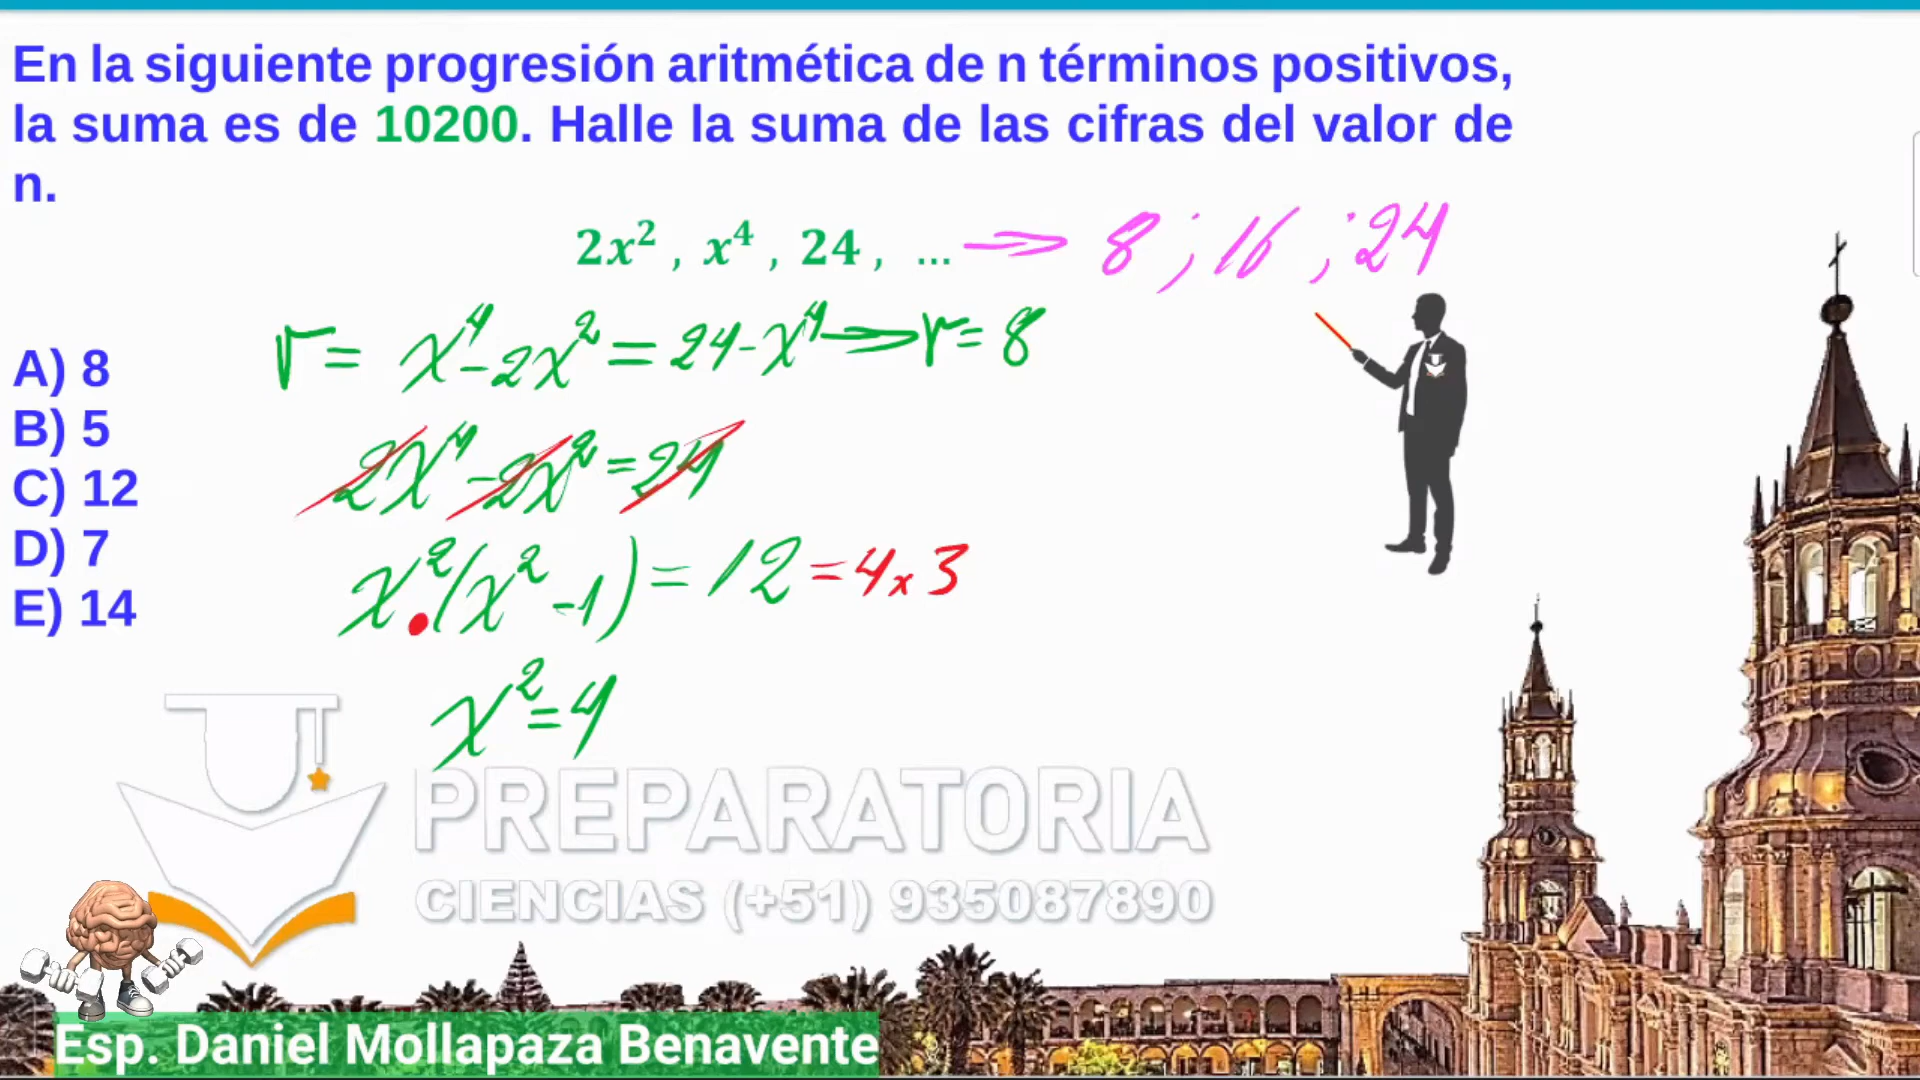 En la siguiente progresión aritmética de n términos positivos,
la suma es de 10200. Halle la suma de las cifras del valor de
n.
2x², x⁴, 24, ... → 8 ; 16 ; 24
r = x⁴ - 2x² = 24 - x⁴ → r = 8
A) 8
2x⁴ - 2x² = 24
B) 5
C) 12
x²(x² - 1) = 12 = 4 x 3
D) 7
E) 14
x² = 4
PREPARATORIA
CIENCIAS (+51) 935087890
Esp. Daniel Mollapaza Benavente